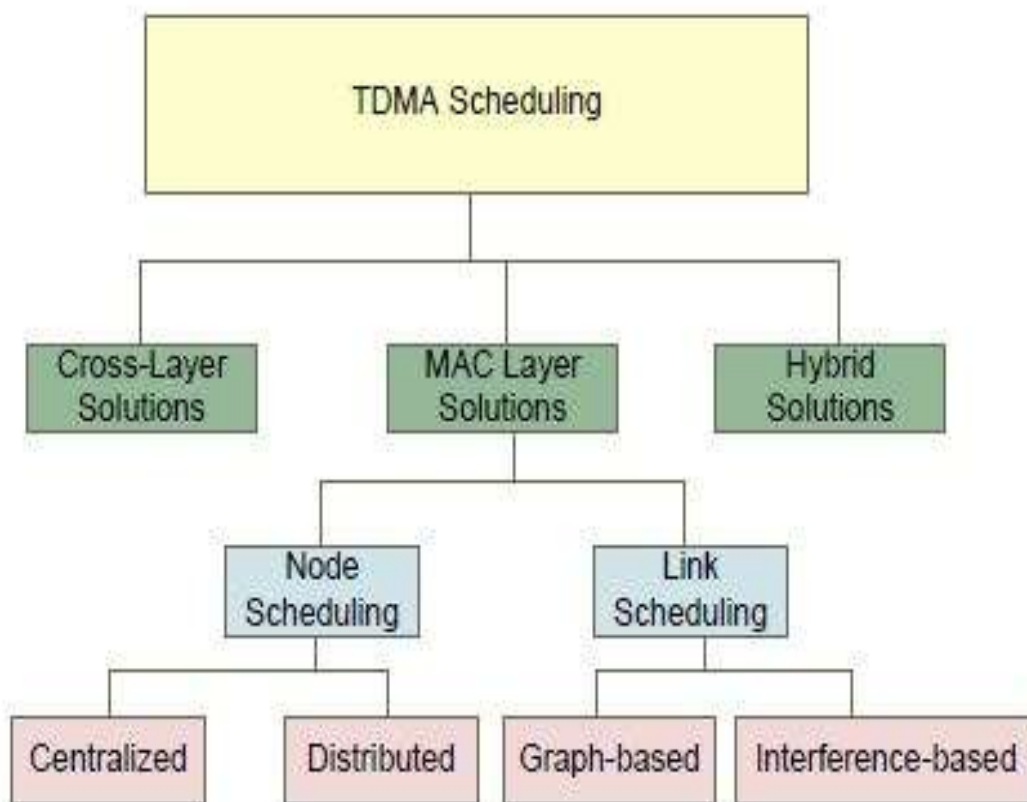 TDMA Scheduling
Cross-Layer
Solutions
MAC Layer
Solutions
Hybrid
Solutions
Node
Scheduling
Link
Scheduling
Centralized
Distributed
Graph-based
Interference-based